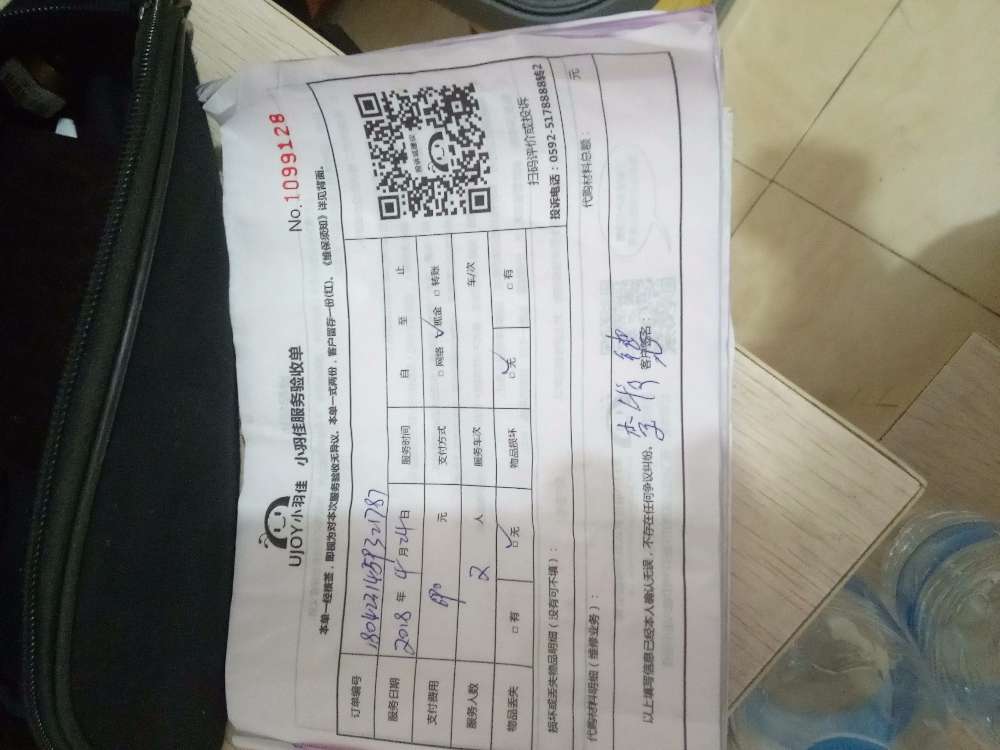 UJOY小羽佳 小羽佳服务验收单 No.1099128
本单一经核签，即视为对本次服务验收无异议。本单一式两份，客户留存一份(红)。《维保须知》详见背面。
订单编号 1804221459321787
服务日期 2018 年 4 月 24 日 服务时间 自 至 止
支付费用 元 支付方式 □ 网络 ✓现金 □ 转账
服务人数 2 人 服务车次 车/次
物品丢失 □ 有 ☑无 物品损坏 ☑无 □ 有
扫码评价或投诉
投诉电话：0592-5178888转2
损坏或丢失物品明细（没有可不填）：
代购材料明细（维修业务）： 代购材料总额： 元
以上填写信息已经本人确认无误，不存在任何争议纠纷。 客户签名：